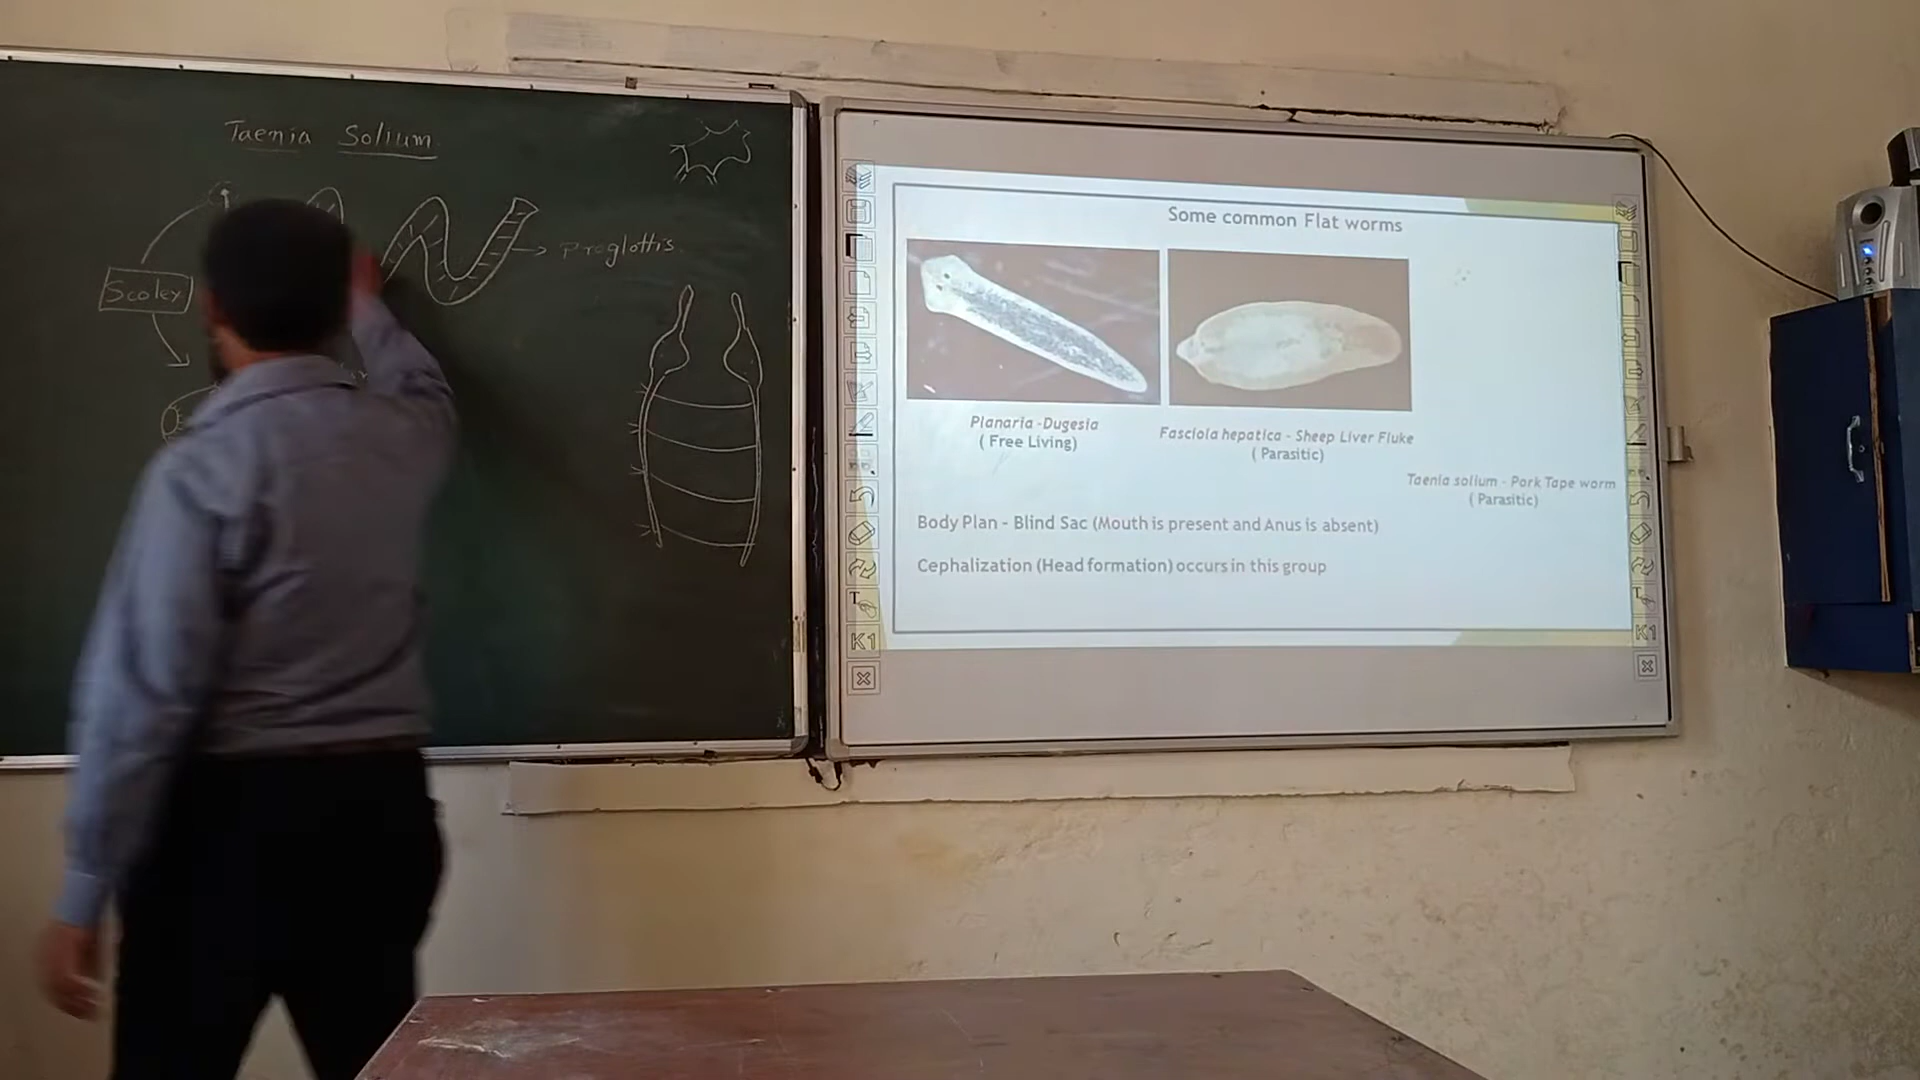 Taenia Solium
Scolex
Proglottis
Some common Flat worms
Planaria -Dugesia
( Free Living)
Fasciola hepatica - Sheep Liver Fluke
( Parasitic)
Taenia solium - Pork Tape worm
( Parasitic)
Body Plan - Blind Sac (Mouth is present and Anus is absent)
Cephalization (Head formation) occurs in this group
T
K1
T
K1